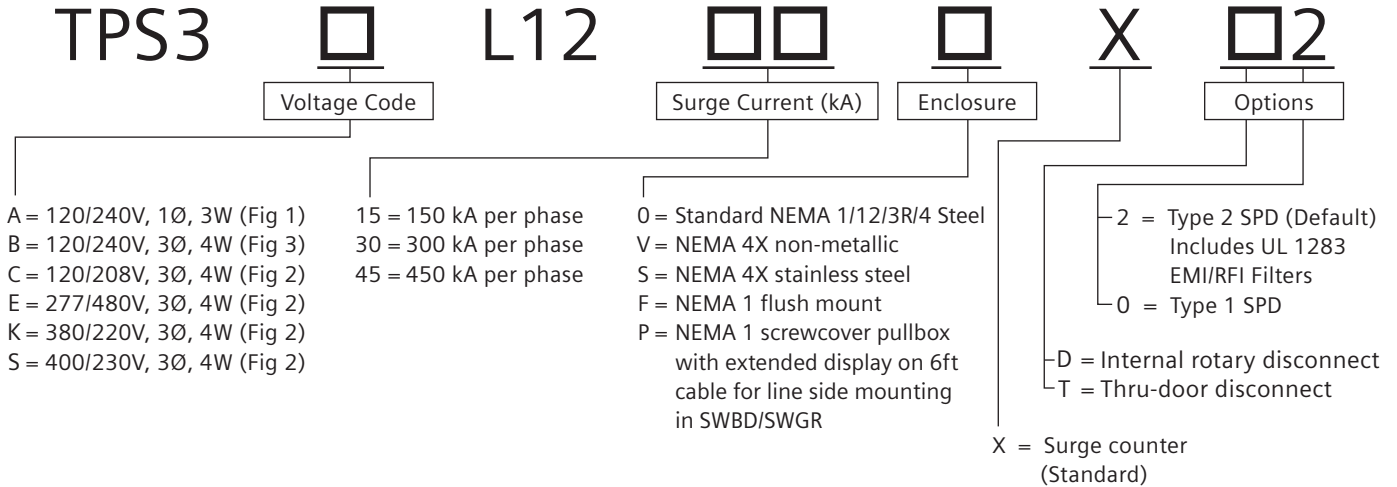 TPS3 □ L12 □□ □ X □2
Voltage Code
Surge Current (kA)
Enclosure
Options
A = 120/240V, 1Ø, 3W (Fig 1)
B = 120/240V, 3Ø, 4W (Fig 3)
C = 120/208V, 3Ø, 4W (Fig 2)
E = 277/480V, 3Ø, 4W (Fig 2)
K = 380/220V, 3Ø, 4W (Fig 2)
S = 400/230V, 3Ø, 4W (Fig 2)
15 = 150 kA per phase
30 = 300 kA per phase
45 = 450 kA per phase
0 = Standard NEMA 1/12/3R/4 Steel
V = NEMA 4X non-metallic
S = NEMA 4X stainless steel
F = NEMA 1 flush mount
P = NEMA 1 screwcover pullbox
with extended display on 6ft
cable for line side mounting
in SWBD/SWGR
X = Surge counter
(Standard)
2 = Type 2 SPD (Default)
Includes UL 1283
EMI/RFI Filters
0 = Type 1 SPD
D = Internal rotary disconnect
T = Thru-door disconnect